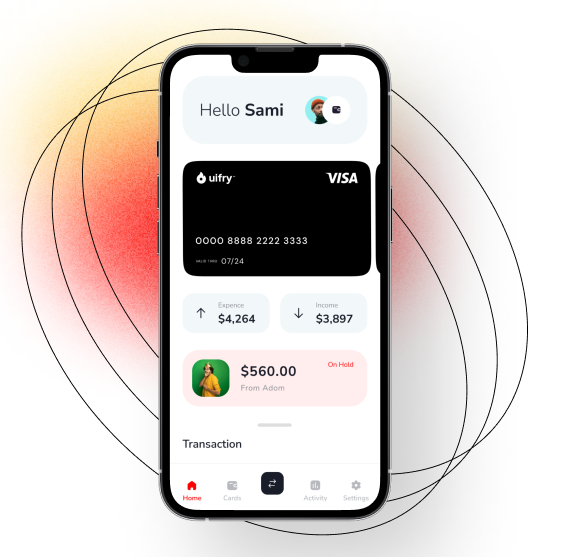 Hello Sami
uifry™
VISA
0000 8888 2222 3333
VALID THRU 07/24
Expence
$4,264
Income
$3,897
$560.00
On Hold
From Adom
Transaction
Home
Cards
Activity
Settings